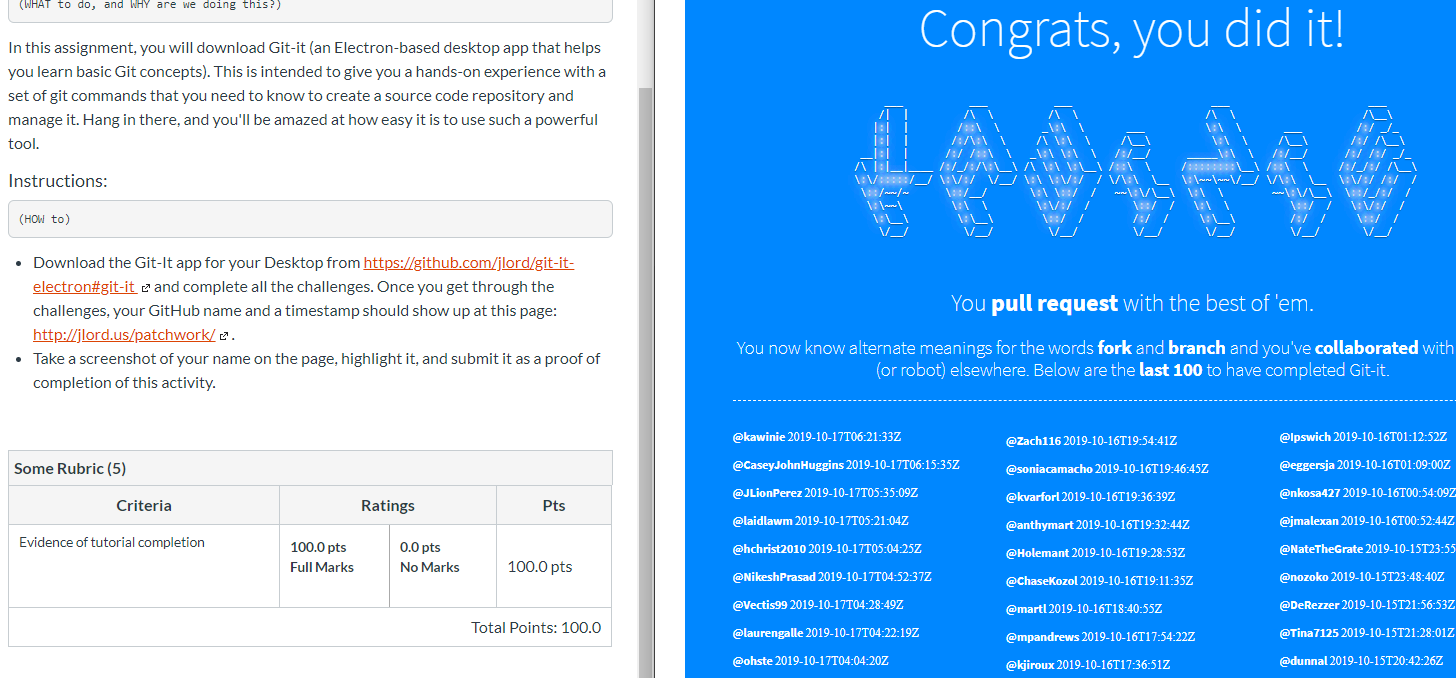 (WHAT to do, and WHY are we doing this?)
In this assignment, you will download Git-it (an Electron-based desktop app that helps
you learn basic Git concepts). This is intended to give you a hands-on experience with a
set of git commands that you need to know to create a source code repository and
manage it. Hang in there, and you'll be amazed at how easy it is to use such a powerful
tool.
Instructions:
(HOW to)
• Download the Git-It app for your Desktop from https://github.com/jlord/git-it-
electron#git-it and complete all the challenges. Once you get through the
challenges, your GitHub name and a timestamp should show up at this page:
http://jlord.us/patchwork/ .
• Take a screenshot of your name on the page, highlight it, and submit it as a proof of
completion of this activity.
Some Rubric (5)
Criteria Ratings Pts
Evidence of tutorial completion
100.0 pts
Full Marks
0.0 pts
No Marks
100.0 pts
Total Points: 100.0
Congrats, you did it!
You pull request with the best of 'em.
You now know alternate meanings for the words fork and branch and you've collaborated with
(or robot) elsewhere. Below are the last 100 to have completed Git-it.
@kawinie 2019-10-17T06:21:33Z
@CaseyJohnHuggins 2019-10-17T06:15:35Z
@JLionPerez 2019-10-17T05:35:09Z
@laidlawm 2019-10-17T05:21:04Z
@hchrist2010 2019-10-17T05:04:25Z
@NikeshPrasad 2019-10-17T04:52:37Z
@Vectis99 2019-10-17T04:28:49Z
@laurengalle 2019-10-17T04:22:19Z
@ohste 2019-10-17T04:04:20Z
@Zach116 2019-10-16T19:54:41Z
@soniacamacho 2019-10-16T19:46:45Z
@kvarforl 2019-10-16T19:36:39Z
@anthymart 2019-10-16T19:32:44Z
@Holemant 2019-10-16T19:28:53Z
@ChaseKozol 2019-10-16T19:11:35Z
@martl 2019-10-16T18:40:55Z
@mpandrews 2019-10-16T17:54:22Z
@kjiroux 2019-10-16T17:36:51Z
@Ipswich 2019-10-16T01:12:52Z
@eggersja 2019-10-16T01:09:00Z
@nkosa427 2019-10-16T00:54:09Z
@jmalexan 2019-10-16T00:52:44Z
@NateTheGrate 2019-10-15T23:55
@nozoko 2019-10-15T23:48:40Z
@DeRezzer 2019-10-15T21:56:53Z
@Tina7125 2019-10-15T21:28:01Z
@dunnal 2019-10-15T20:42:26Z